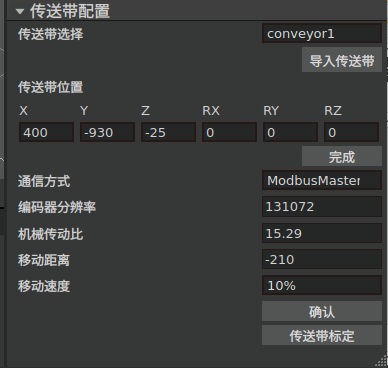 传送带配置
传送带选择 conveyor1
导入传送带
传送带位置
X Y Z RX RY RZ
400 -930 -25 0 0 0
完成
通信方式 ModbusMaster
编码器分辨率 131072
机械传动比 15.29
移动距离 -210
移动速度 10%
确认
传送带标定